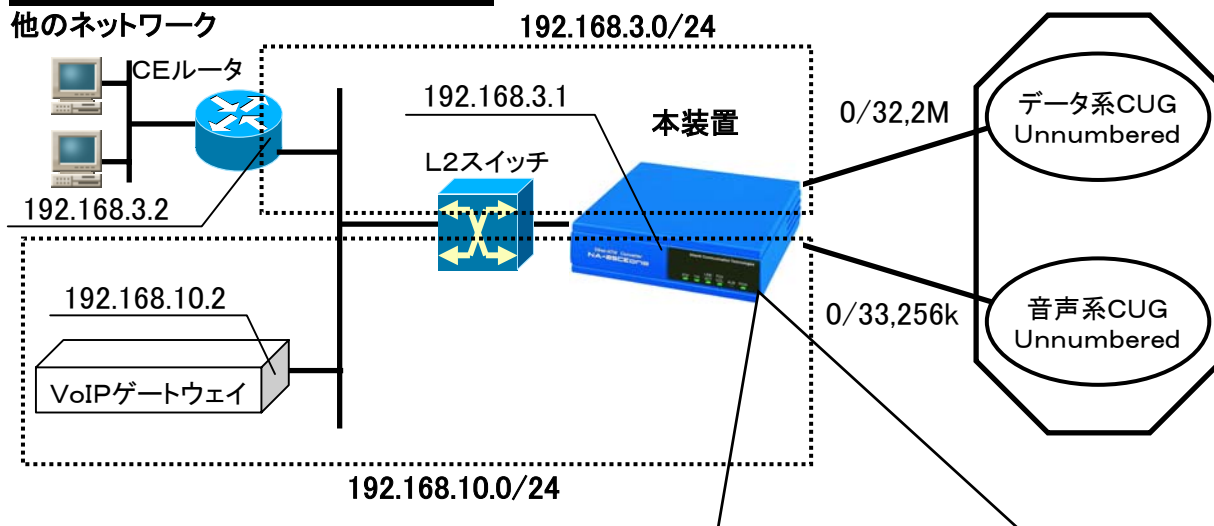 他のネットワーク
192.168.3.0/24
CEルータ
192.168.3.1
本装置
0/32,2M
データ系CUG
Unnumbered
L2スイッチ
192.168.3.2
NA-85CEone
192.168.10.2
0/33,256k
音声系CUG
Unnumbered
VoIPゲートウェイ
192.168.10.0/24